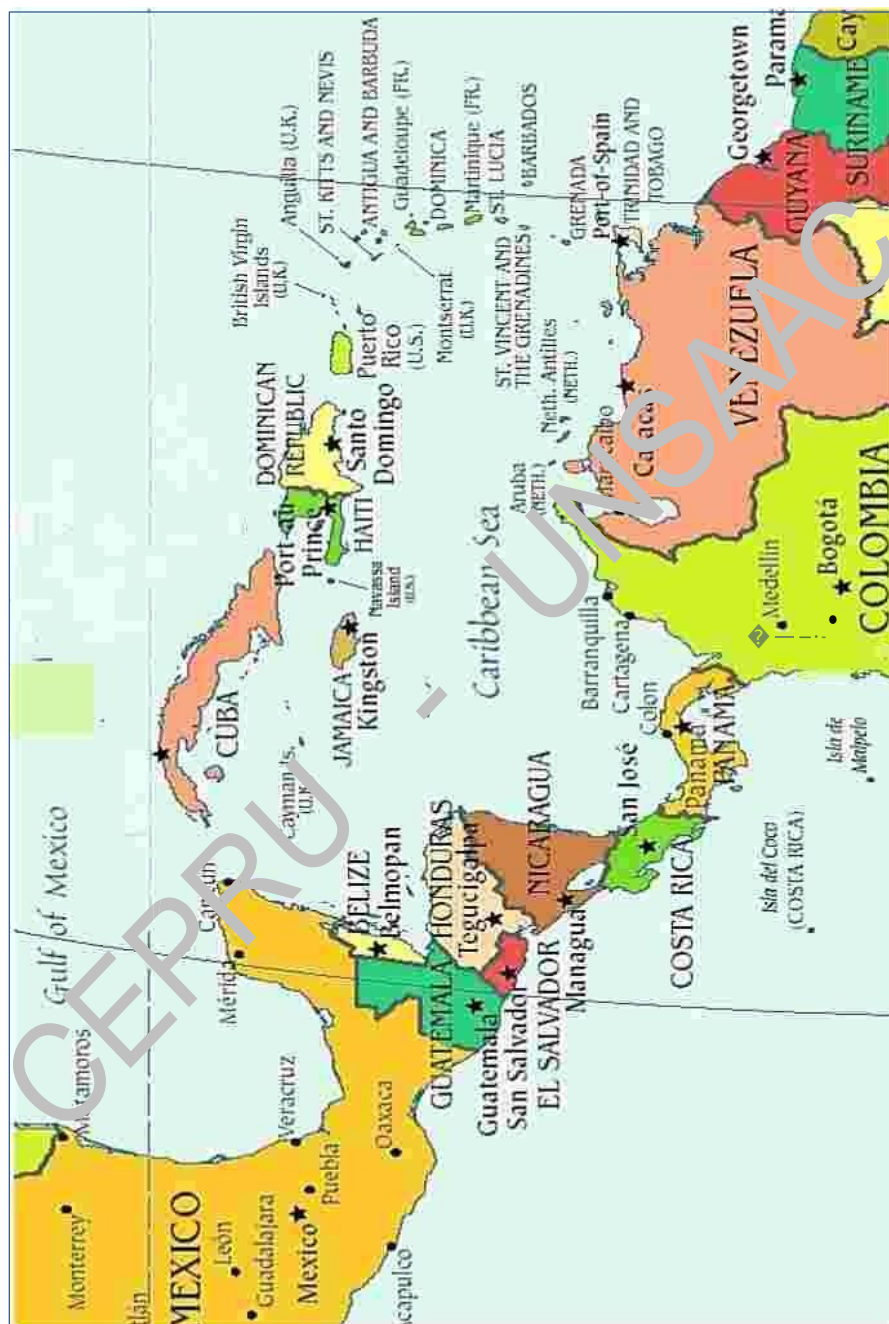 Gulf of Mexico
Matamoros
Monterrey
MEXICO
León
Guadalajara
Mexico
Puebla
Veracruz
Oaxaca
Mérida
BELIZE
Belmopan
GUATEMALA
Guatemala
HONDURAS
Tegucigalpa
San Salvador
EL SALVADOR
NICARAGUA
Managua
COSTA RICA
San José
Isla del Coco
(COSTA RICA)
Isla de
Malpelo
Colon
Panama
PANAMA
CUBA
Cayman Is.
JAMAICA
Kingston
Navassa
Island
(U.S.)
Port-au
Prince
HAITI
DOMINICAN
REPUBLIC
Santo
Domingo
Puerto
Rico
(U.S.)
British Virgin
Islands
(U.K.)
Anguilla (U.K.)
ST. KITTS AND NEVIS
ANTIGUA AND BARBUDA
Guadeloupe (FR.)
Montserrat
(U.K.)
DOMINICA
Martinique (FR.)
ST. LUCIA
BARBADOS
ST. VINCENT AND
THE GRENADINES
GRENADA
Port-of-Spain
TRINIDAD AND
TOBAGO
Caribbean Sea
Aruba
(NETH.)
Neth. Antilles
(NETH.)
Barranquilla
Cartagena
Medellin
Bogotá
COLOMBIA
Caracas
VENEZUELA
Georgetown
GUYANA
SURINAME
CEPRU - UNSAAC